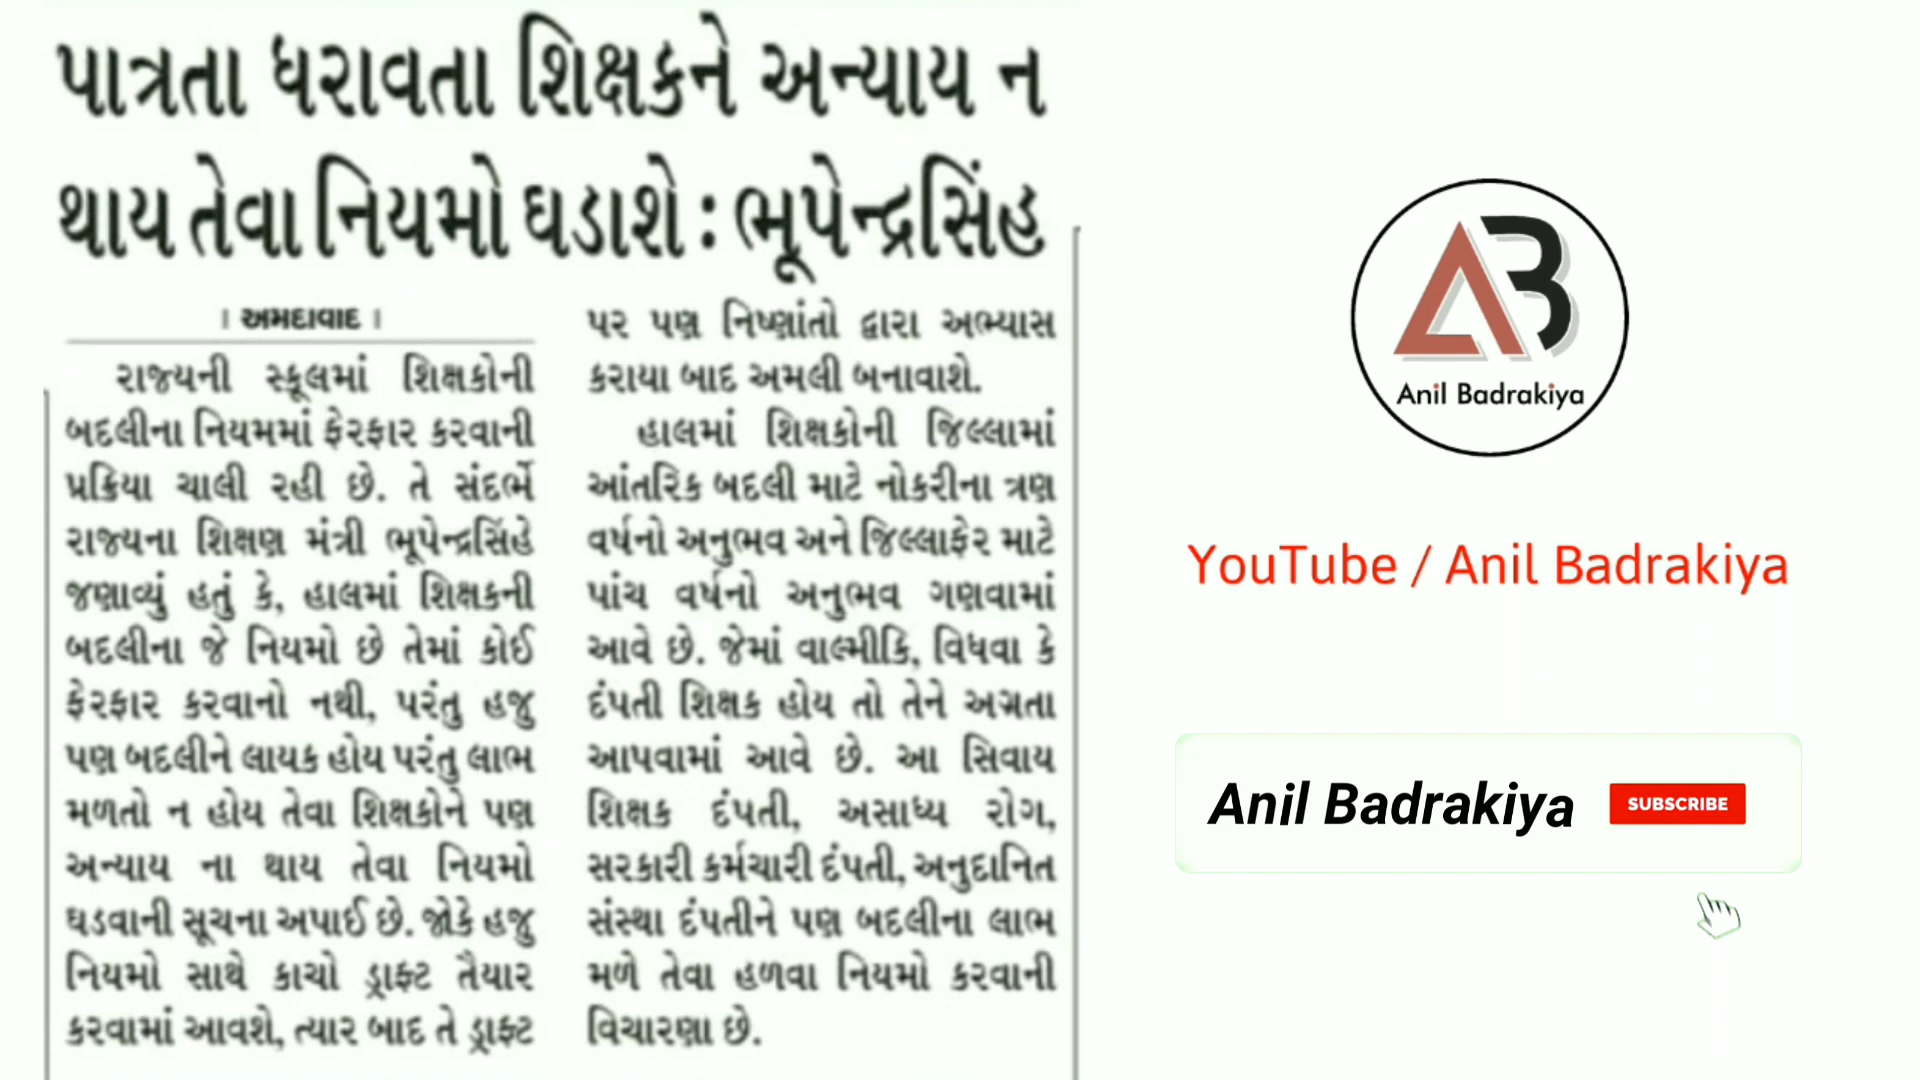 પાત્રતા ધરાવતા શિક્ષકને અન્યાય ન
થાય તેવા નિયમો ઘડાશે : ભૂપેન્દ્રસિંહ
। અમદાવાદ ।
રાજ્યની સ્કૂલમાં શિક્ષકોની
બદલીના નિયમમાં ફેરફાર કરવાની
પ્રક્રિયા ચાલી રહી છે. તે સંદર્ભે
રાજ્યના શિક્ષણ મંત્રી ભૂપેન્દ્રસિંહે
જણાવ્યું હતું કે, હાલમાં શિક્ષકની
બદલીના જે નિયમો છે તેમાં કોઈ
ફેરફાર કરવાનો નથી, પરંતુ હજુ
પણ બદલીને લાયક હોય પરંતુ લાભ
મળતો ન હોય તેવા શિક્ષકોને પણ
અન્યાય ના થાય તેવા નિયમો
ઘડવાની સૂચના અપાઈ છે. જોકે હજુ
નિયમો સાથે કાચો ડ્રાફ્ટ તૈયાર
કરવામાં આવશે, ત્યાર બાદ તે ડ્રાફ્ટ
પર પણ નિષ્ણાંતો દ્વારા અભ્યાસ
કરાયા બાદ અમલી બનાવાશે.
હાલમાં શિક્ષકોની જિલ્લામાં
આંતરિક બદલી માટે નોકરીના ત્રણ
વર્ષનો અનુભવ અને જિલ્લાફેર માટે
પાંચ વર્ષનો અનુભવ ગણવામાં
આવે છે. જેમાં વાલ્મીકિ, વિધવા કે
દંપતી શિક્ષક હોય તો તેને અગ્રતા
આપવામાં આવે છે. આ સિવાય
શિક્ષક દંપતી, અસાધ્ય રોગ,
સરકારી કર્મચારી દંપતી, અનુદાનિત
સંસ્થા દંપતીને પણ બદલીના લાભ
મળે તેવા હળવા નિયમો કરવાની
વિચારણા છે.
AB
Anil Badrakiya
YouTube / Anil Badrakiya
Anil Badrakiya SUBSCRIBE